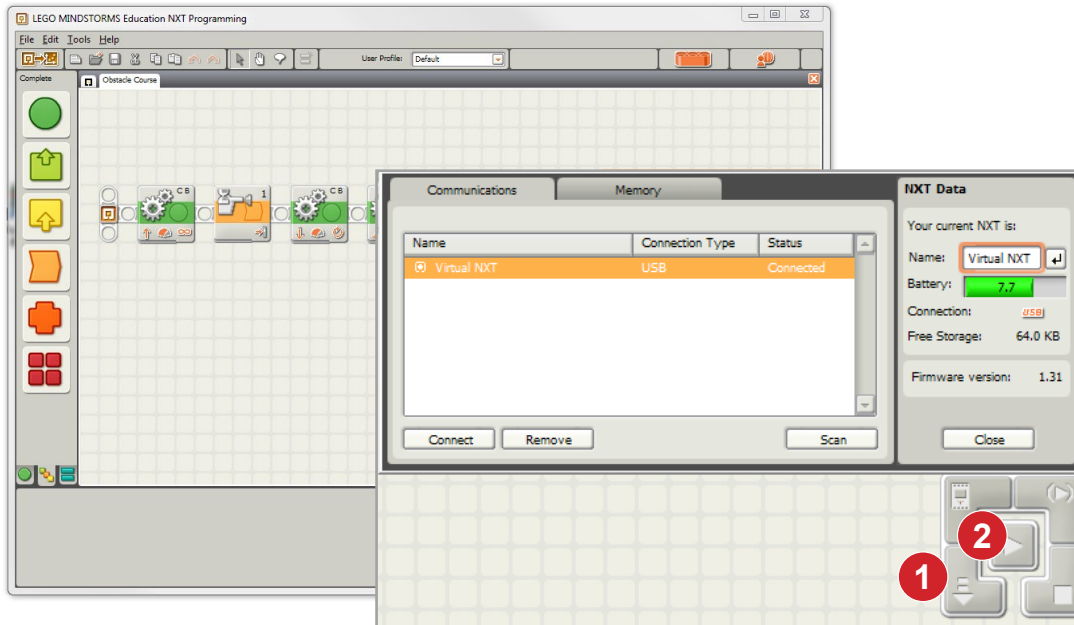 LEGO MINDSTORMS Education NXT Programming
File Edit Tools Help
User Profile: Default
Complete
Obstacle Course
C B
1
C B
Communications
Memory
Name Connection Type Status
Virtual NXT USB Connected
Connect Remove Scan
NXT Data
Your current NXT is:
Name: Virtual NXT
Battery: 7.7
Connection: USB
Free Storage: 64.0 KB
Firmware version: 1.31
Close
2
1